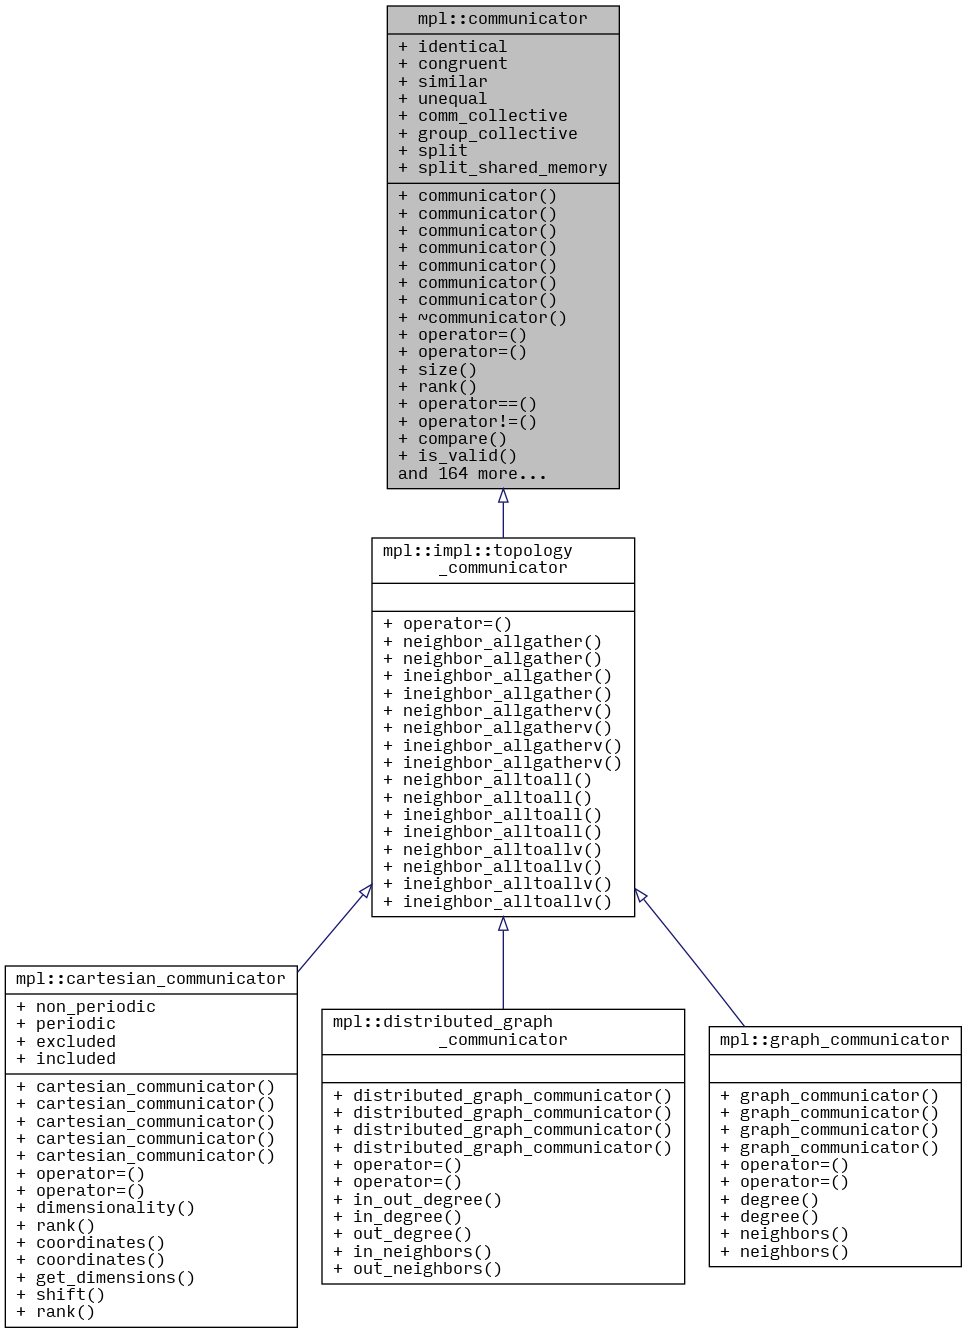 mpl::communicator
+ identical
+ congruent
+ similar
+ unequal
+ comm_collective
+ group_collective
+ split
+ split_shared_memory
+ communicator()
+ communicator()
+ communicator()
+ communicator()
+ communicator()
+ communicator()
+ communicator()
+ ~communicator()
+ operator=()
+ operator=()
+ size()
+ rank()
+ operator==()
+ operator!=()
+ compare()
+ is_valid()
and 164 more...
mpl::impl::topology
_communicator
+ operator=()
+ neighbor_allgather()
+ neighbor_allgather()
+ ineighbor_allgather()
+ ineighbor_allgather()
+ neighbor_allgatherv()
+ neighbor_allgatherv()
+ ineighbor_allgatherv()
+ ineighbor_allgatherv()
+ neighbor_alltoall()
+ neighbor_alltoall()
+ ineighbor_alltoall()
+ ineighbor_alltoall()
+ neighbor_alltoallv()
+ neighbor_alltoallv()
+ ineighbor_alltoallv()
+ ineighbor_alltoallv()
mpl::cartesian_communicator
+ non_periodic
+ periodic
+ excluded
+ included
+ cartesian_communicator()
+ cartesian_communicator()
+ cartesian_communicator()
+ cartesian_communicator()
+ cartesian_communicator()
+ operator=()
+ operator=()
+ dimensionality()
+ rank()
+ coordinates()
+ coordinates()
+ get_dimensions()
+ shift()
+ rank()
mpl::distributed_graph
_communicator
+ distributed_graph_communicator()
+ distributed_graph_communicator()
+ distributed_graph_communicator()
+ distributed_graph_communicator()
+ operator=()
+ operator=()
+ in_out_degree()
+ in_degree()
+ out_degree()
+ in_neighbors()
+ out_neighbors()
mpl::graph_communicator
+ graph_communicator()
+ graph_communicator()
+ graph_communicator()
+ graph_communicator()
+ operator=()
+ operator=()
+ degree()
+ degree()
+ neighbors()
+ neighbors()